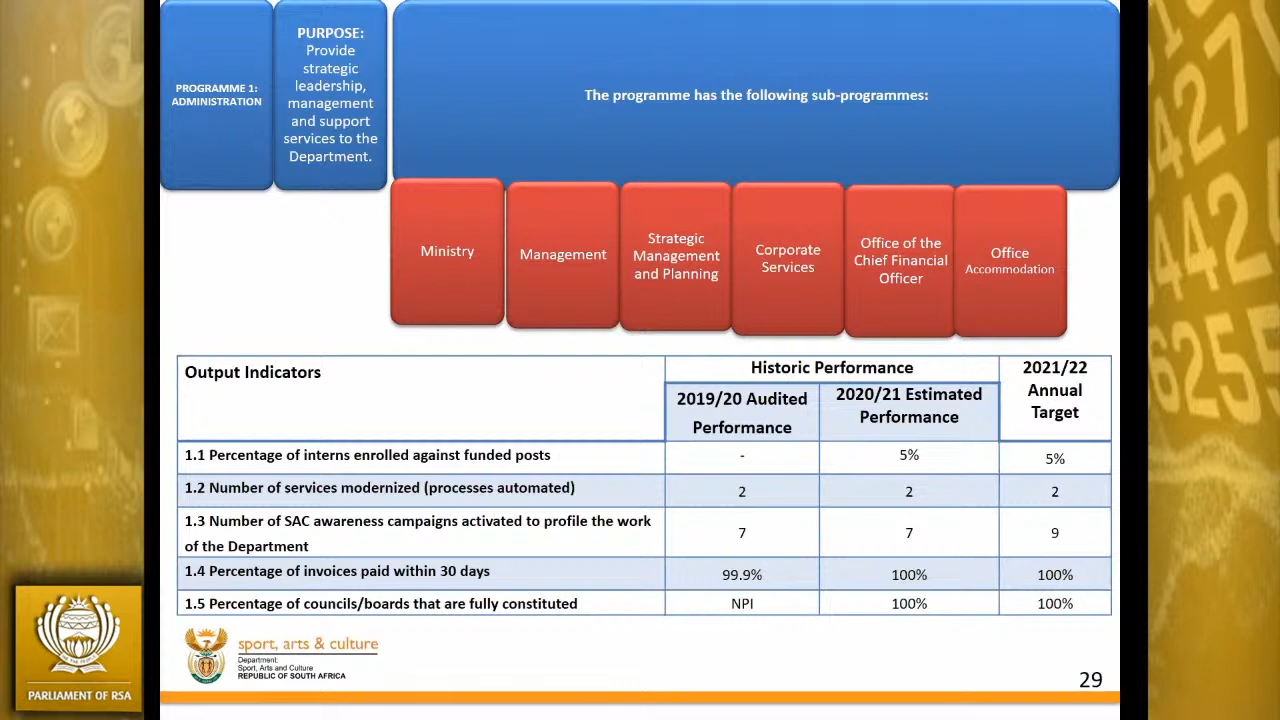 PROGRAMME 1:
ADMINISTRATION
PURPOSE:
Provide
strategic
leadership,
management
and support
services to the
Department.
The programme has the following sub-programmes:
Ministry
Management
Strategic
Management
and Planning
Corporate
Services
Office of the
Chief Financial
Officer
Office
Accommodation
Output Indicators
Historic Performance
2021/22
Annual
Target
2019/20 Audited
Performance
2020/21 Estimated
Performance
1.1 Percentage of interns enrolled against funded posts - 5% 5%
1.2 Number of services modernized (processes automated) 2 2 2
1.3 Number of SAC awareness campaigns activated to profile the work
of the Department 7 7 9
1.4 Percentage of invoices paid within 30 days 99.9% 100% 100%
1.5 Percentage of councils/boards that are fully constituted NPI 100% 100%
sport, arts & culture
Department:
Sport, Arts and Culture
REPUBLIC OF SOUTH AFRICA
29
PARLIAMENT OF RSA